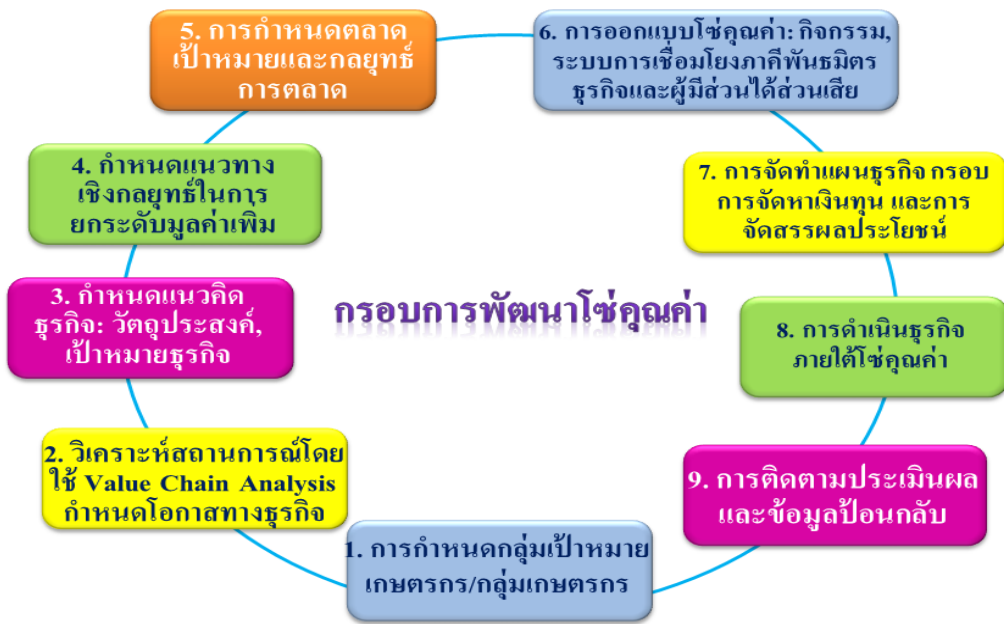 กรอบการพัฒนาโซ่คุณค่า
1. การกำหนดกลุ่มเป้าหมาย
เกษตรกร/กลุ่มเกษตรกร
2. วิเคราะห์สถานการณ์โดย
ใช้ Value Chain Analysis
กำหนดโอกาสทางธุรกิจ
3. กำหนดแนวคิด
ธุรกิจ: วัตถุประสงค์,
เป้าหมายธุรกิจ
4. กำหนดแนวทาง
เชิงกลยุทธ์ในการ
ยกระดับมูลค่าเพิ่ม
5. การกำหนดตลาด
เป้าหมายและกลยุทธ์
การตลาด
6. การออกแบบโซ่คุณค่า: กิจกรรม,
ระบบการเชื่อมโยงภาคีพันธมิตร
ธุรกิจและผู้มีส่วนได้ส่วนเสีย
7. การจัดทำแผนธุรกิจ กรอบ
การจัดหาเงินทุน และการ
จัดสรรผลประโยชน์
8. การดำเนินธุรกิจ
ภายใต้โซ่คุณค่า
9. การติดตามประเมินผล
และข้อมูลป้อนกลับ